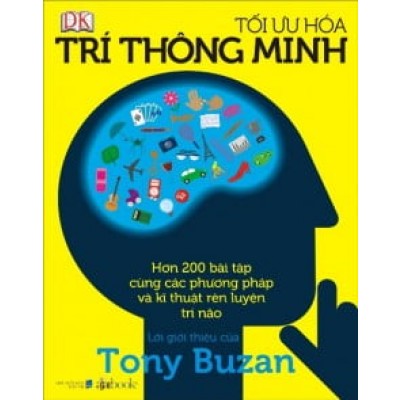 DK
TỐI ƯU HÓA
TRÍ THÔNG MINH
Hơn 200 bài tập
cùng các phương pháp
và kĩ thuật rèn luyện
trí não
Lời giới thiệu của
Tony Buzan